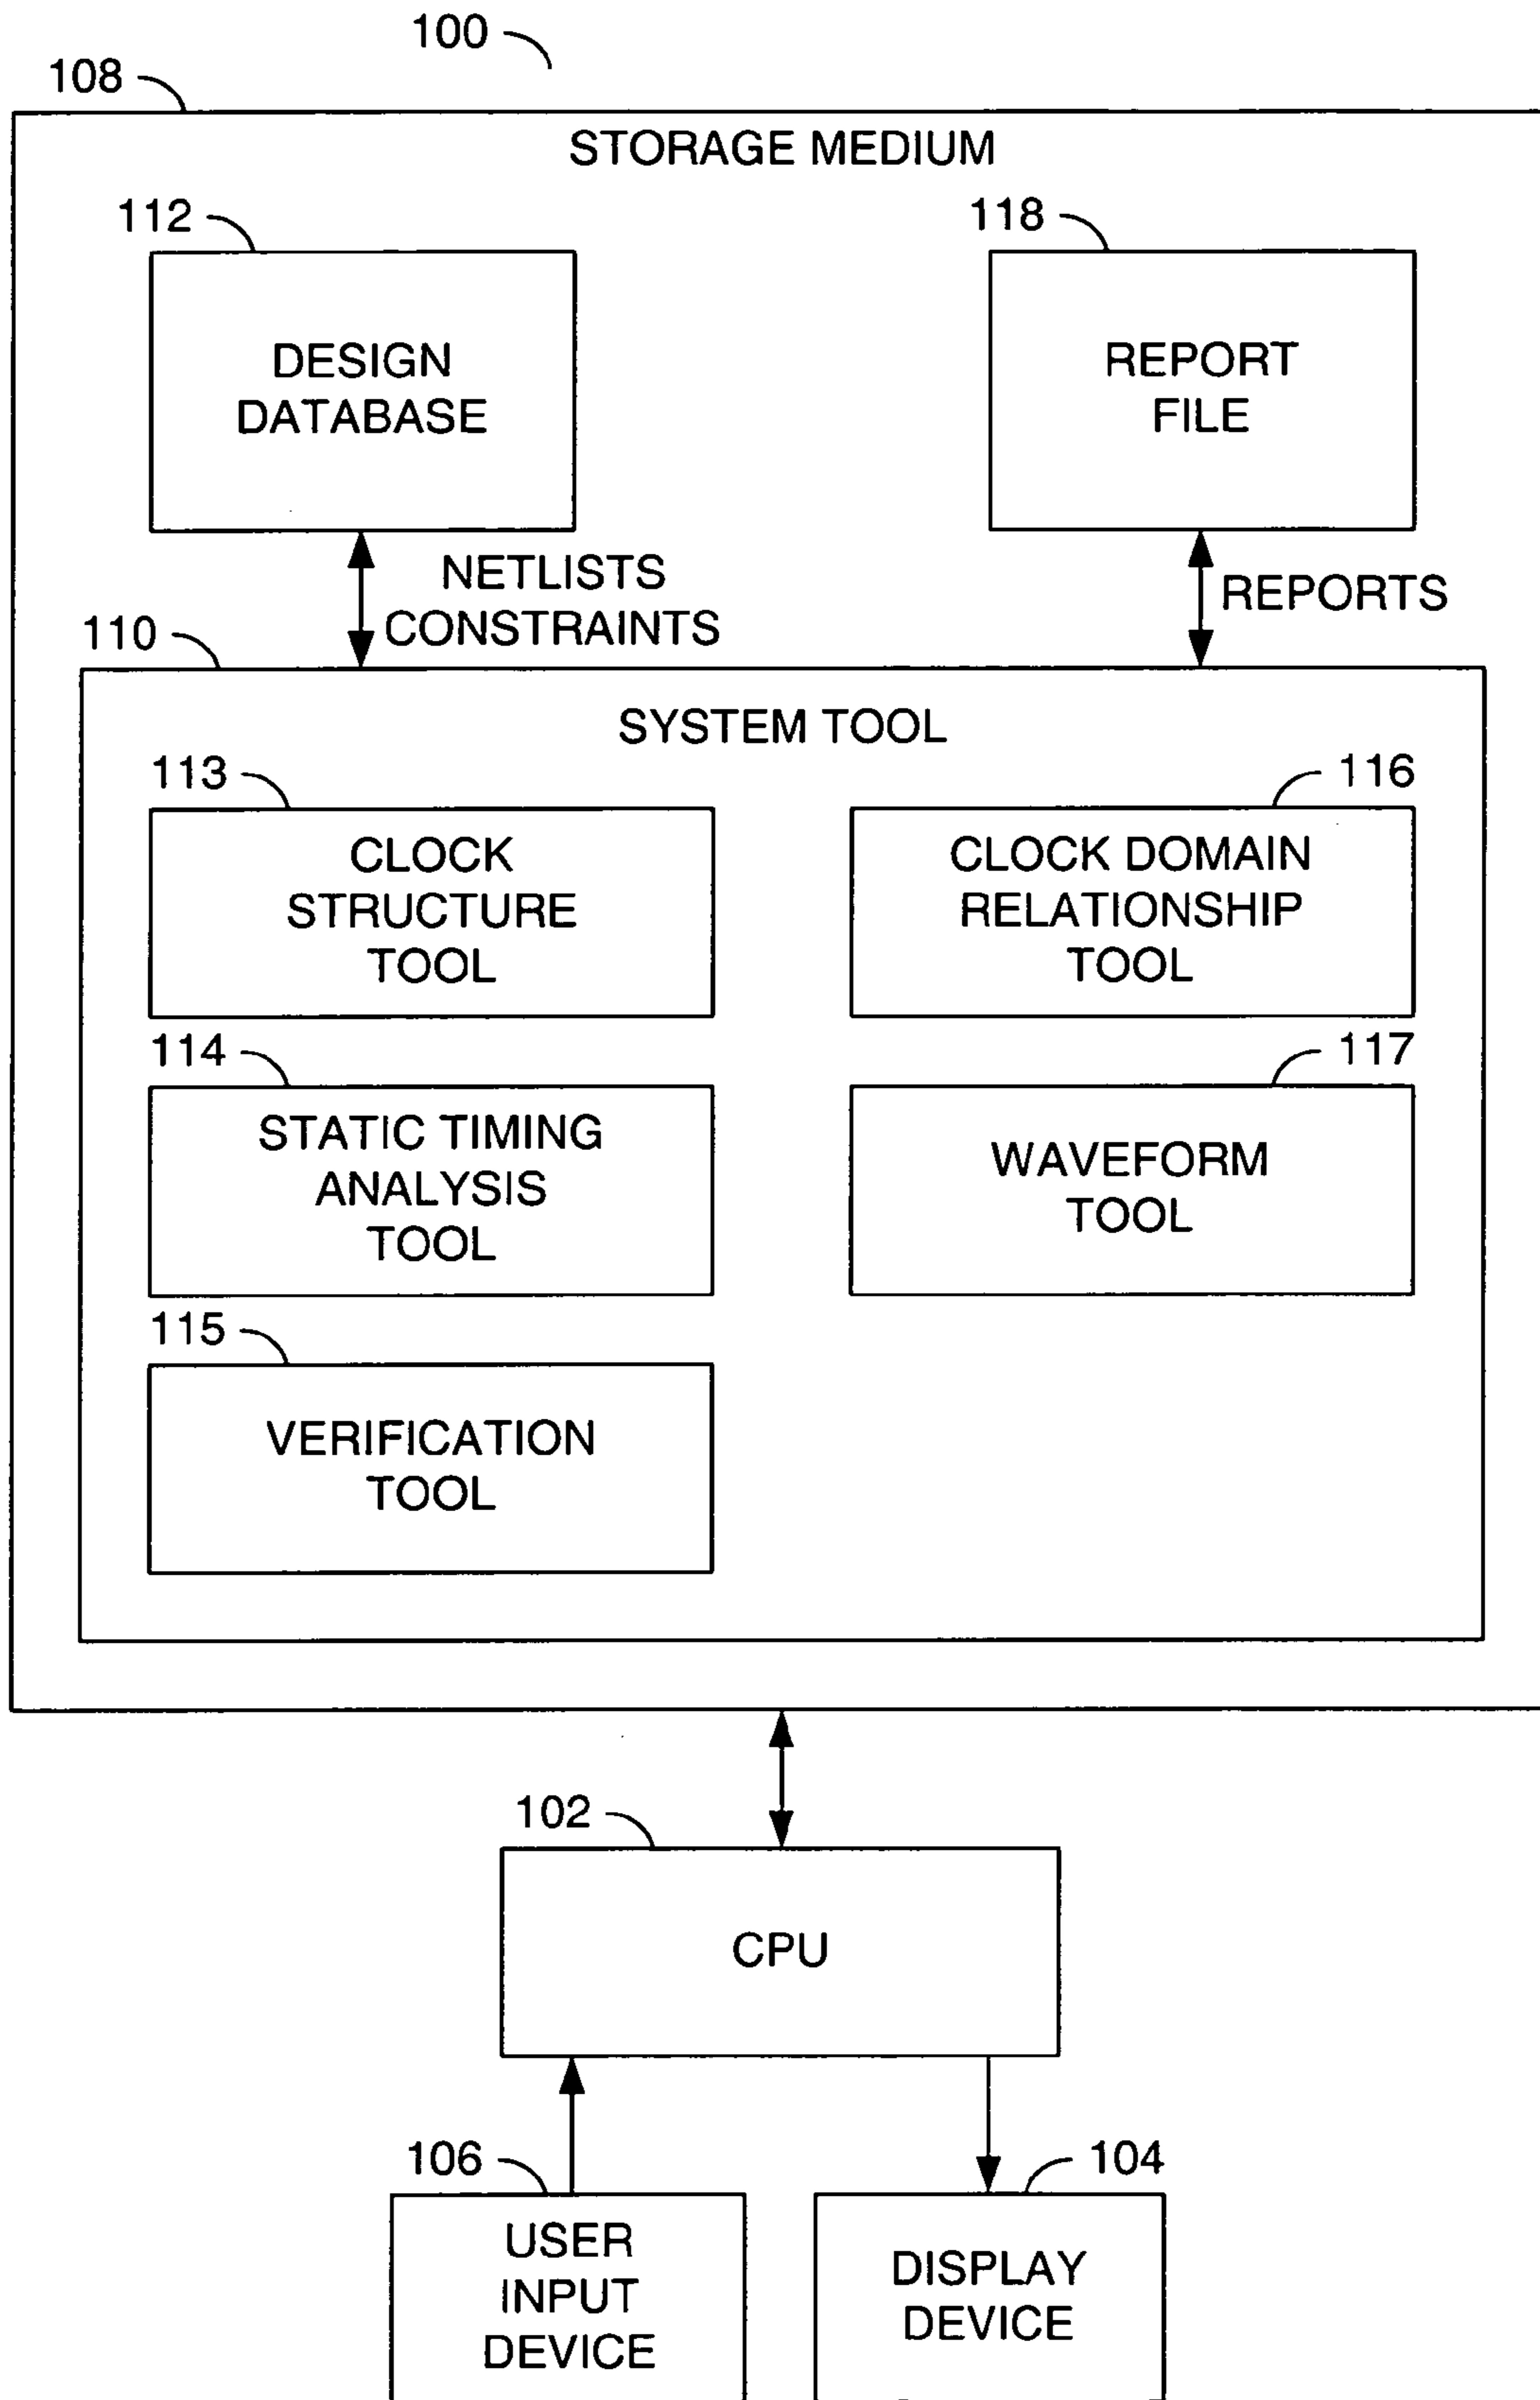 100
108
STORAGE MEDIUM
112
118
DESIGN
DATABASE
REPORT
FILE
NETLISTS
CONSTRAINTS
REPORTS
110
SYSTEM TOOL
113
116
CLOCK
STRUCTURE
TOOL
CLOCK DOMAIN
RELATIONSHIP
TOOL
114
117
STATIC TIMING
ANALYSIS
TOOL
WAVEFORM
TOOL
115
VERIFICATION
TOOL
102
CPU
106
104
USER
INPUT
DEVICE
DISPLAY
DEVICE